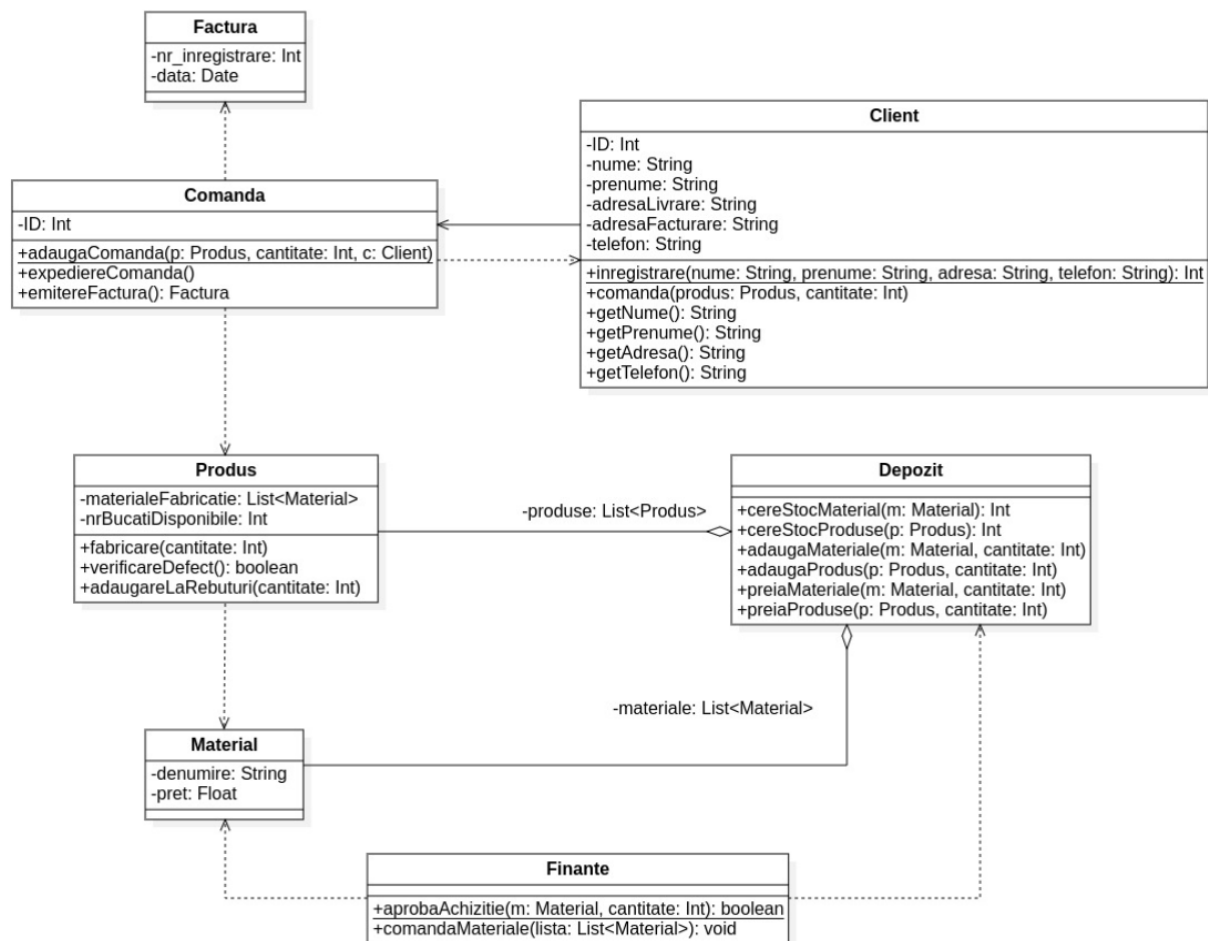 Factura
-nr_inregistrare: Int
-data: Date
Client
-ID: Int
-nume: String
-prenume: String
-adresaLivrare: String
-adresaFacturare: String
-telefon: String
+inregistrare(nume: String, prenume: String, adresa: String, telefon: String): Int
+comanda(produs: Produs, cantitate: Int)
+getNume(): String
+getPrenume(): String
+getAdresa(): String
+getTelefon(): String
Comanda
-ID: Int
+adaugaComanda(p: Produs, cantitate: Int, c: Client)
+expediereComanda()
+emitereFactura(): Factura
Produs
-materialeFabricatie: List<Material>
-nrBucatiDisponibile: Int
+fabricare(cantitate: Int)
+verificareDefect(): boolean
+adaugareLaRebuturi(cantitate: Int)
-produse: List<Produs>
Depozit
+cereStocMaterial(m: Material): Int
+cereStocProduse(p: Produs): Int
+adaugaMateriale(m: Material, cantitate: Int)
+adaugaProdus(p: Produs, cantitate: Int)
+preiaMateriale(m: Material, cantitate: Int)
+preiaProduse(p: Produs, cantitate: Int)
-materiale: List<Material>
Material
-denumire: String
-pret: Float
Finante
+aprobaAchizitie(m: Material, cantitate: Int): boolean
+comandaMateriale(lista: List<Material>): void